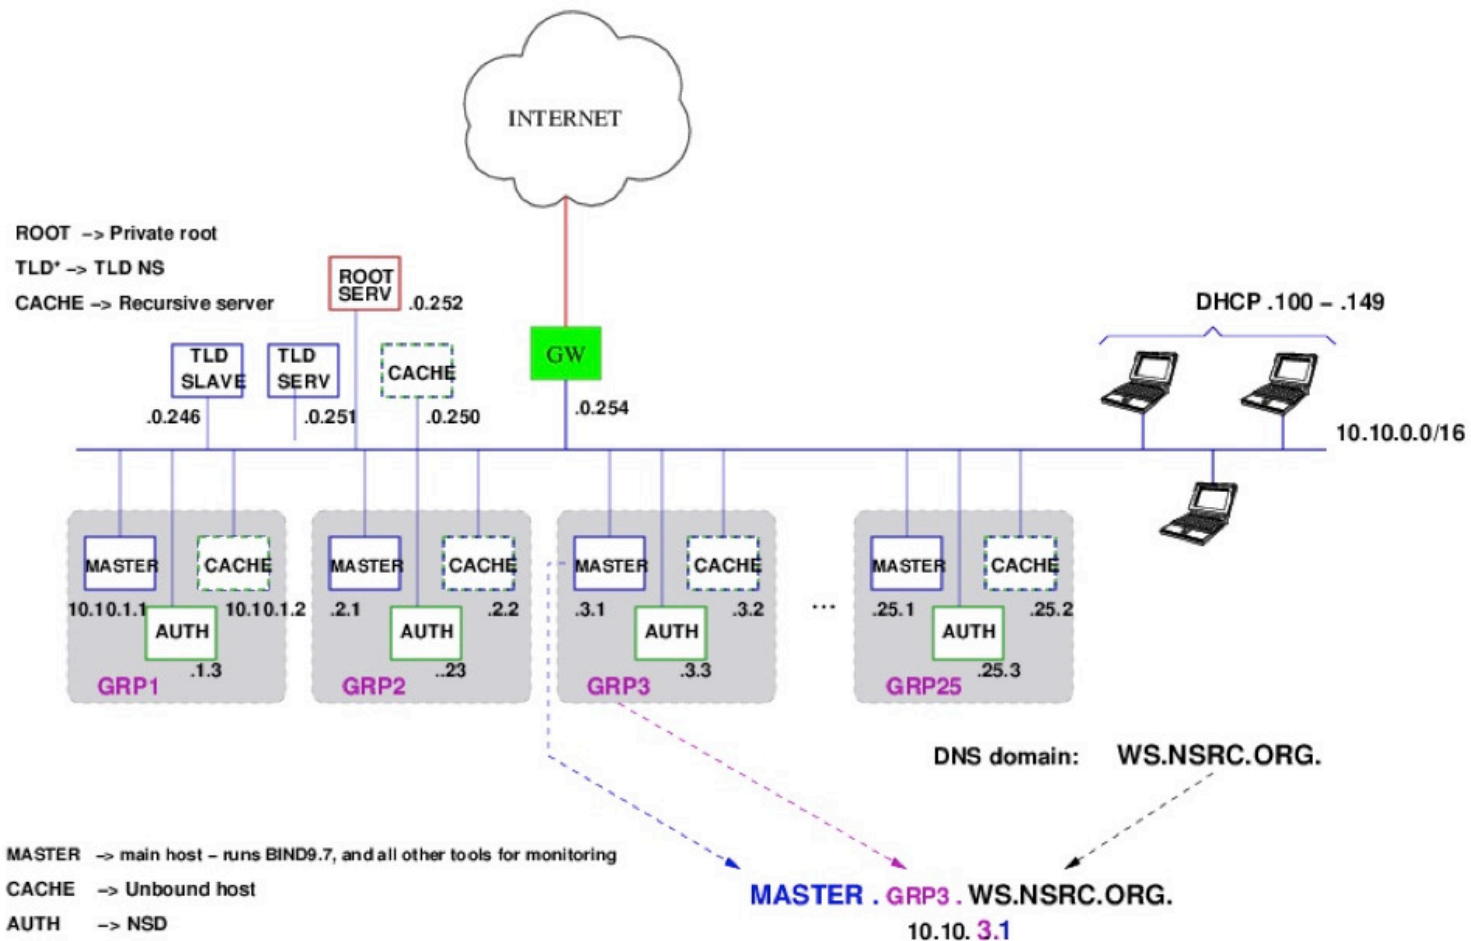 INTERNET
ROOT –> Private root
TLD* –> TLD NS
CACHE –> Recursive server
ROOT
SERV
.0.252
DHCP .100 – .149
TLD
SLAVE
TLD
SERV
CACHE
GW
.0.246
.0.251
.0.250
.0.254
10.10.0.0/16
MASTER
CACHE
10.10.1.1
10.10.1.2
AUTH
.1.3
GRP1
MASTER
CACHE
.2.1
.2.2
AUTH
..23
GRP2
MASTER
CACHE
.3.1
.3.2
AUTH
.3.3
GRP3
...
MASTER
CACHE
.25.1
.25.2
AUTH
.25.3
GRP25
DNS domain: WS.NSRC.ORG.
MASTER –> main host – runs BIND9.7, and all other tools for monitoring
CACHE –> Unbound host
AUTH –> NSD
MASTER . GRP3 . WS.NSRC.ORG.
10.10. 3.1